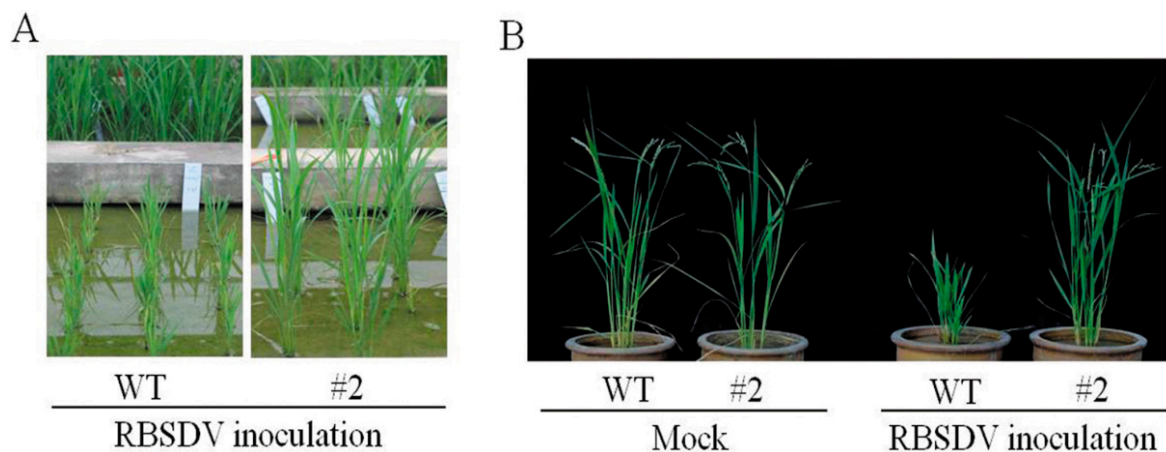 A
B
WT #2
RBSDV inoculation
WT #2 WT #2
Mock RBSDV inoculation